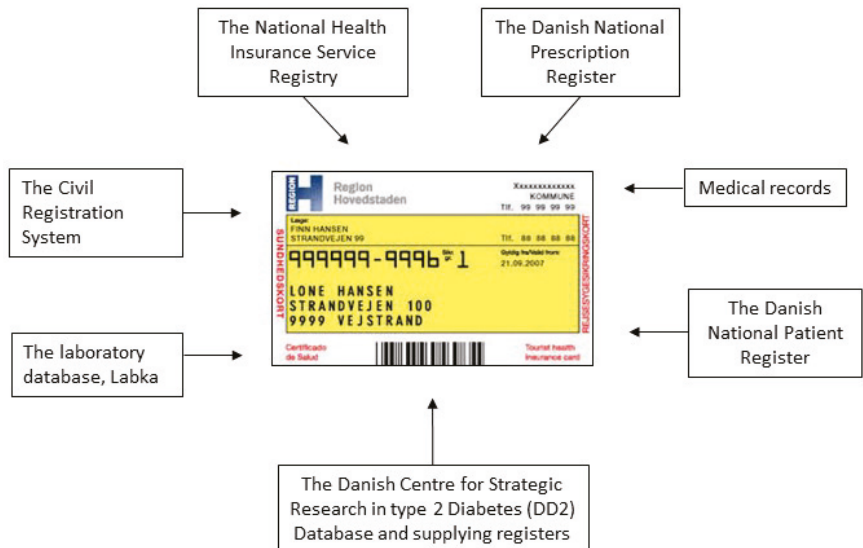 The National Health
Insurance Service
Registry
The Danish National
Prescription
Register
The Civil
Registration
System
Medical records
The laboratory
database, Labka
The Danish
National Patient
Register
The Danish Centre for Strategic
Research in type 2 Diabetes (DD2)
Database and supplying registers
REGION
H
Region
Hovedstaden
Xxxxxxxxxxxxx
KOMMUNE
Tlf. 99 99 99 99
Læge:
FINN HANSEN
STRANDVEJEN 99
Tlf. 88 88 88 88
SUNDHEDSKORT
999999-9996
1
Gyldig fra/Valid from:
21.09.2007
LONE HANSEN
STRANDVEJEN 100
9999 VEJSTRAND
REJSESYGESIKRINGSKORT
Certificado
de Salud
Tourist health
Insurance card